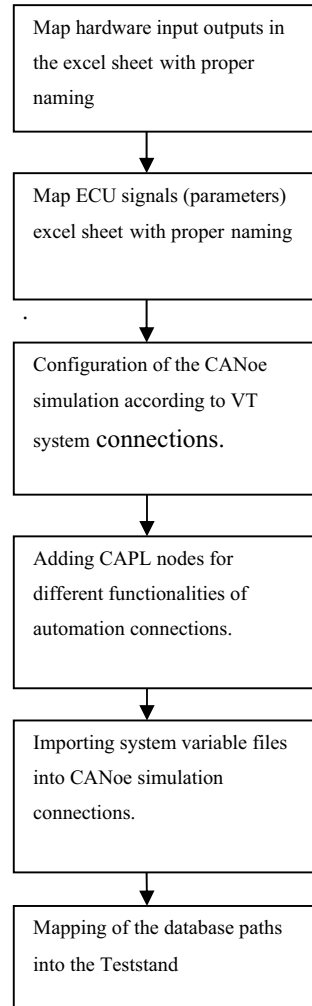 Map hardware input outputs in
the excel sheet with proper
naming
Map ECU signals (parameters)
excel sheet with proper naming
.
Configuration of the CANoe
simulation according to VT
system connections.
Adding CAPL nodes for
different functionalities of
automation connections.
Importing system variable files
into CANoe simulation
connections.
Mapping of the database paths
into the Teststand